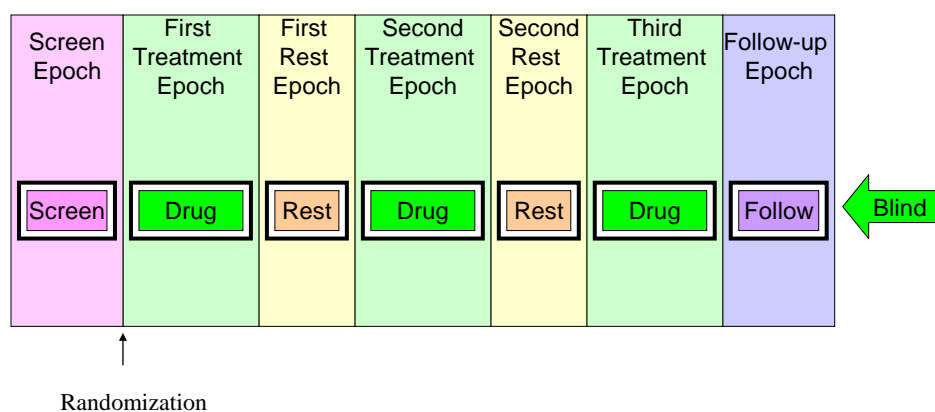 Screen
Epoch
First
Treatment
Epoch
First
Rest
Epoch
Second
Treatment
Epoch
Second
Rest
Epoch
Third
Treatment
Epoch
Follow-up
Epoch
Screen
Drug
Rest
Drug
Rest
Drug
Follow
Blind
Randomization